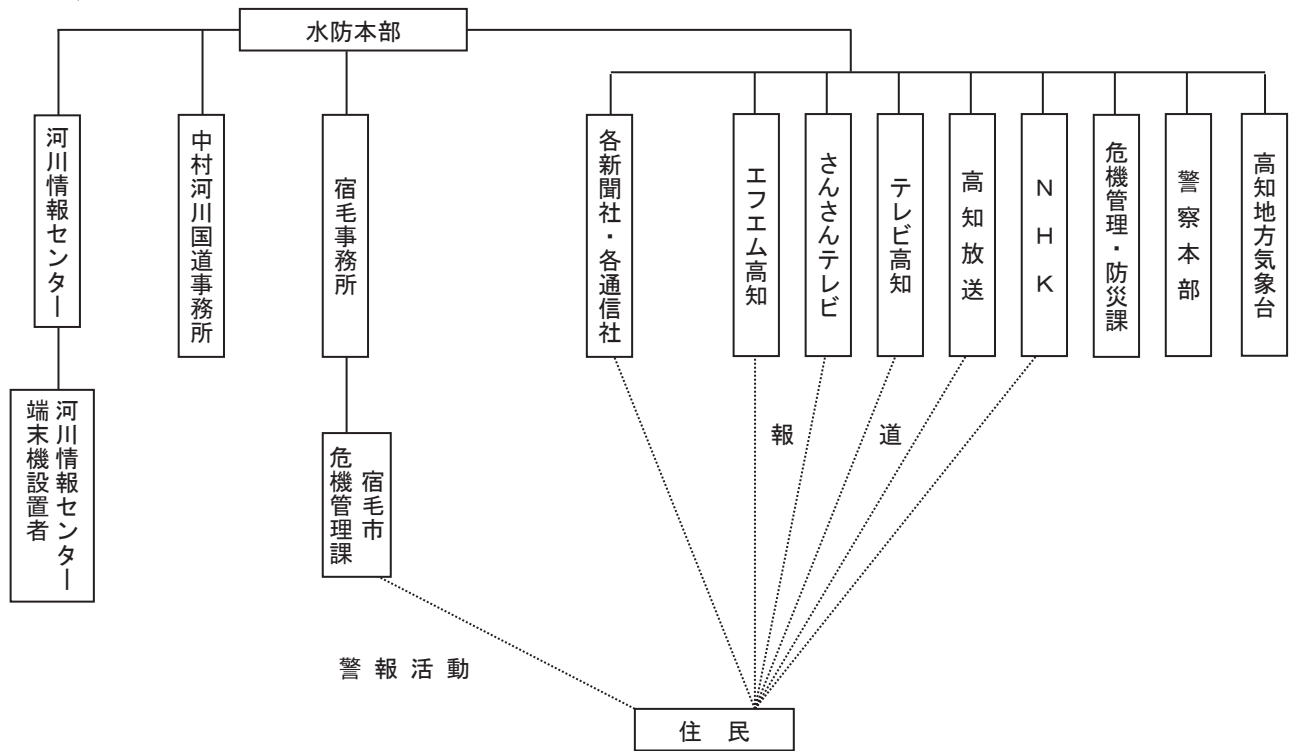 水防本部
河川情報センター
中村河川国道事務所
宿毛事務所
各新聞社・各通信社
エフエム高知
さんさんテレビ
テレビ高知
高知放送
ＮＨＫ
危機管理・防災課
警察本部
高知地方気象台
河川情報センター
端末機設置者
宿毛市
危機管理課
報道
警報活動
住民